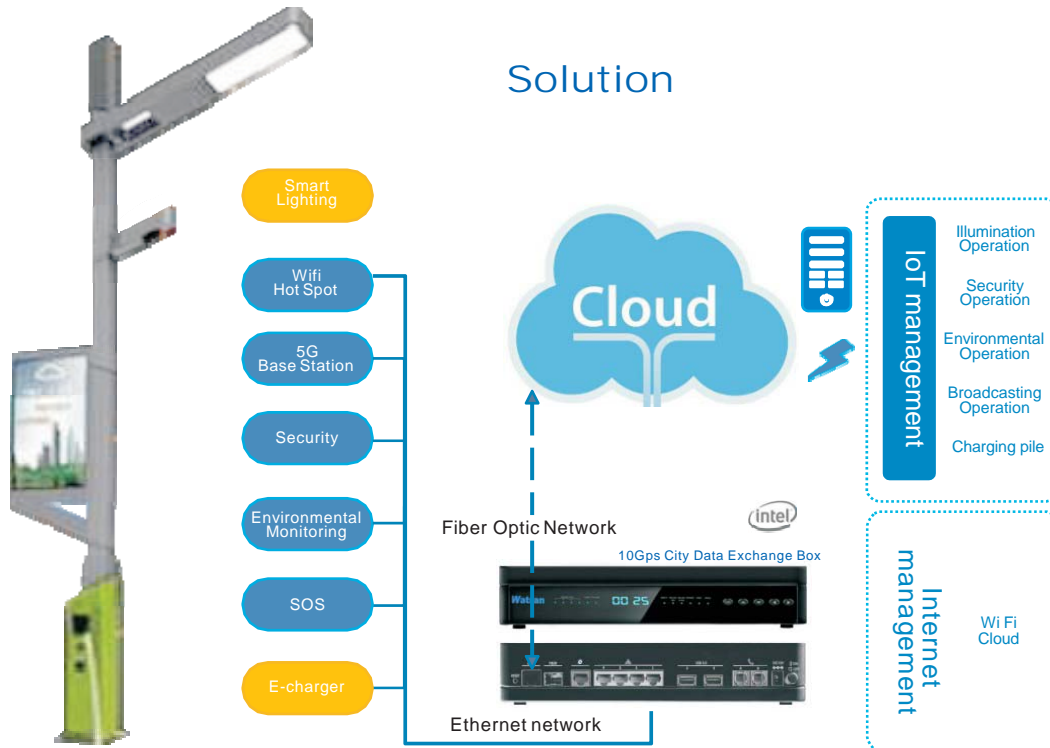 Solution
Smart
Lighting
Wifi
Hot Spot
5G
Base Station
Security
Environmental
Monitoring
SOS
E-charger
Cloud
Fiber Optic Network
intel
10Gps City Data Exchange Box
00 25
Ethernet network
IoT management
Illumination
Operation
Security
Operation
Environmental
Operation
Broadcasting
Operation
Charging pile
Internet
management
Wi Fi
Cloud